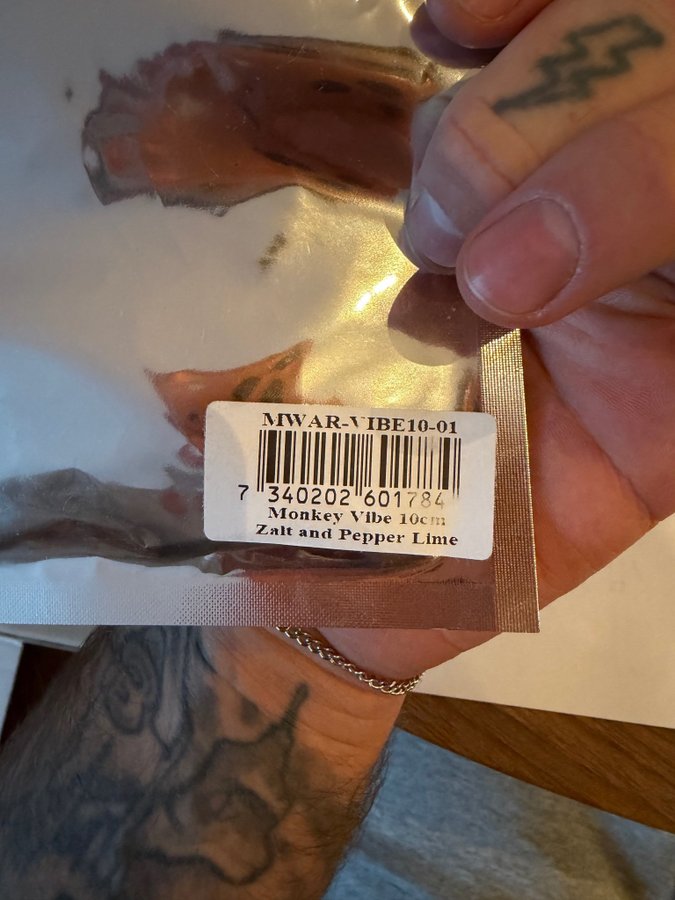 MWAR-VIBE10-01
7 340202 601784
Monkey Vibe 10cm
Zalt and Pepper Lime